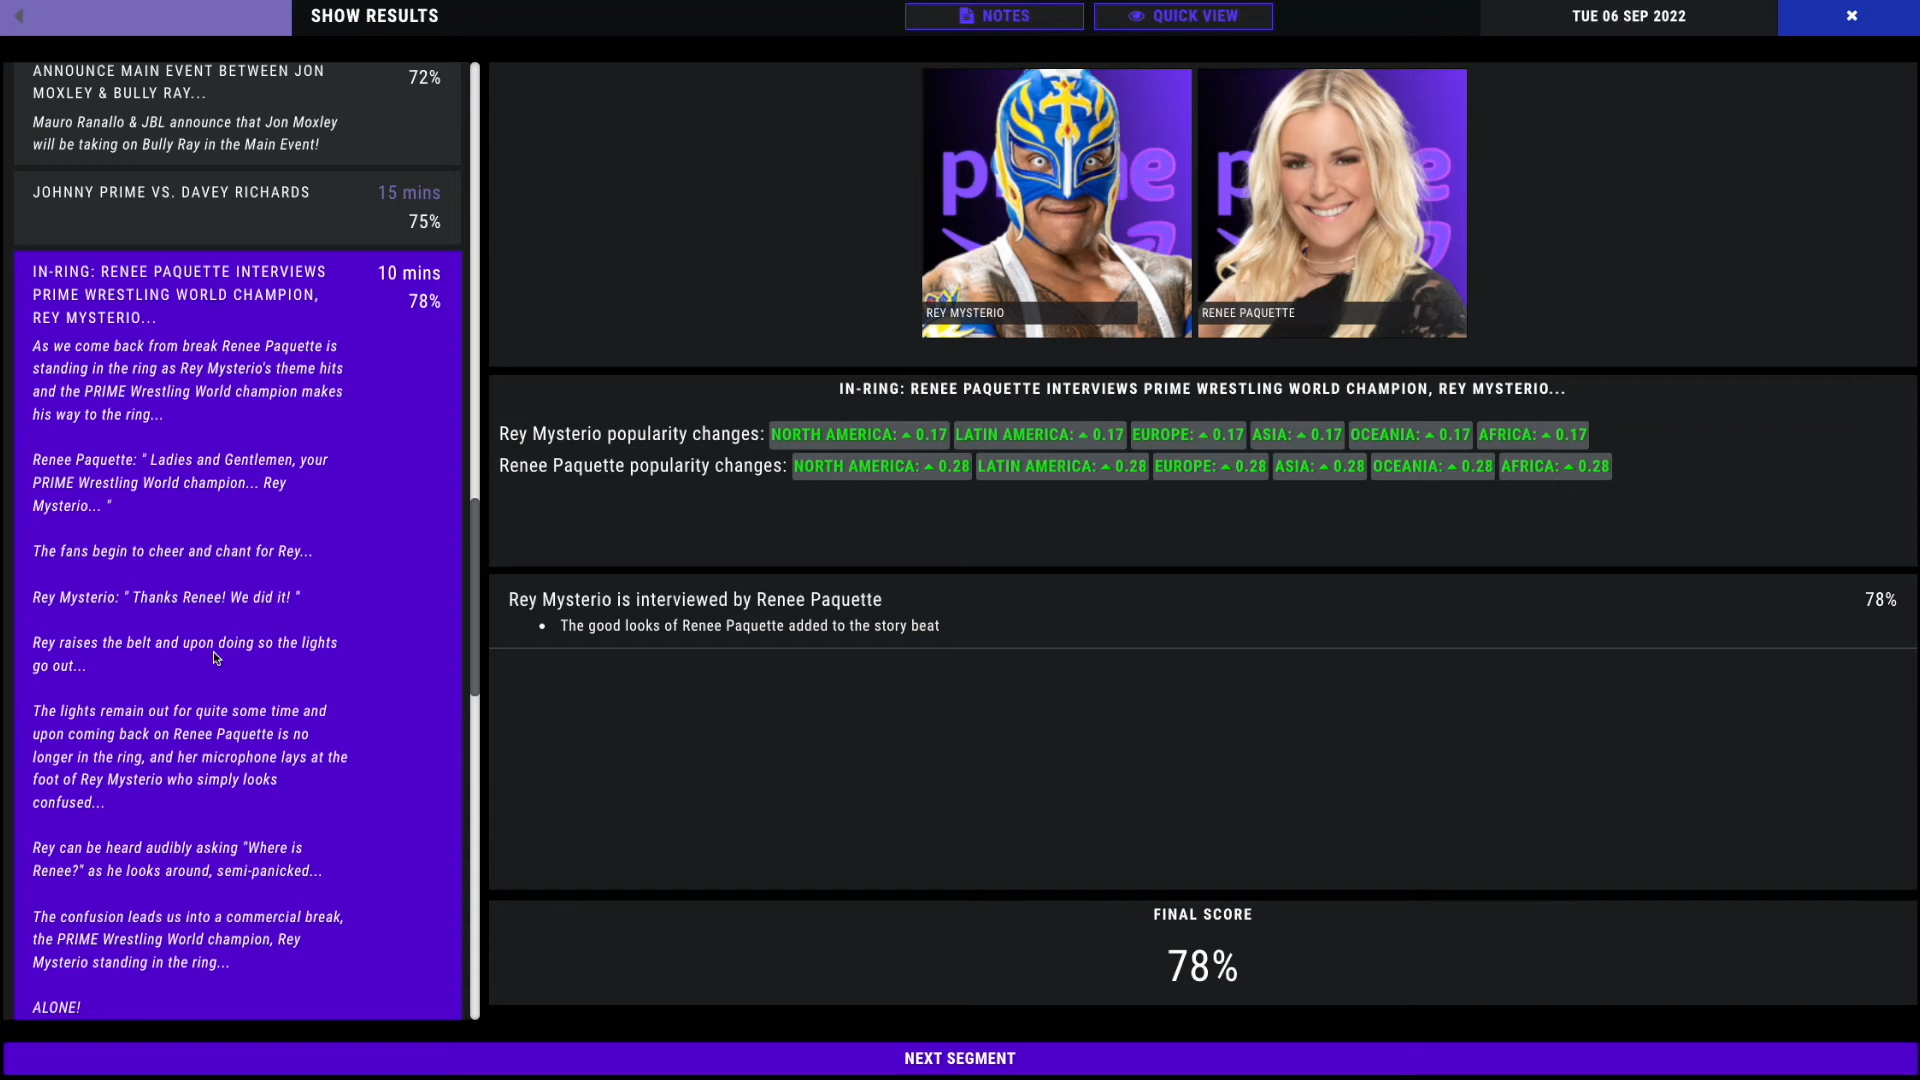 SHOW RESULTS
NOTES
QUICK VIEW
TUE 06 SEP 2022
ANNOUNCE MAIN EVENT BETWEEN JON
72%
MOXLEY & BULLY RAY...
Mauro Ranallo & JBL announce that Jon Moxley
will be taking on Bully Ray in the Main Event!
JOHNNY PRIME VS. DAVEY RICHARDS
15 mins
75%
IN-RING: RENEE PAQUETTE INTERVIEWS
10 mins
PRIME WRESTLING WORLD CHAMPION,
78%
REY MYSTERIO...
As we come back from break Renee Paquette is
standing in the ring as Rey Mysterio's theme hits
and the PRIME Wrestling World champion makes
his way to the ring...
Renee Paquette: " Ladies and Gentlemen, your
PRIME Wrestling World champion... Rey
Mysterio... "
The fans begin to cheer and chant for Rey...
Rey Mysterio: " Thanks Renee! We did it! "
Rey raises the belt and upon doing so the lights
go out...
The lights remain out for quite some time and
upon coming back on Renee Paquette is no
longer in the ring, and her microphone lays at the
foot of Rey Mysterio who simply looks
confused...
Rey can be heard audibly asking "Where is
Renee?" as he looks around, semi-panicked...
The confusion leads us into a commercial break,
the PRIME Wrestling World champion, Rey
Mysterio standing in the ring...
ALONE!
REY MYSTERIO
RENEE PAQUETTE
IN-RING: RENEE PAQUETTE INTERVIEWS PRIME WRESTLING WORLD CHAMPION, REY MYSTERIO...
Rey Mysterio popularity changes: NORTH AMERICA: 0.17 LATIN AMERICA: 0.17 EUROPE: 0.17 ASIA: 0.17 OCEANIA: 0.17 AFRICA: 0.17
Renee Paquette popularity changes: NORTH AMERICA: 0.28 LATIN AMERICA: 0.28 EUROPE: 0.28 ASIA: 0.28 OCEANIA: 0.28 AFRICA: 0.28
Rey Mysterio is interviewed by Renee Paquette
78%
• The good looks of Renee Paquette added to the story beat
FINAL SCORE
78%
NEXT SEGMENT